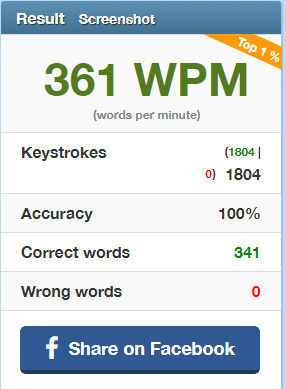 Result Screenshot
Top 1 %
361 WPM
(words per minute)
Keystrokes (1804 |
0) 1804
Accuracy 100%
Correct words 341
Wrong words 0
Share on Facebook